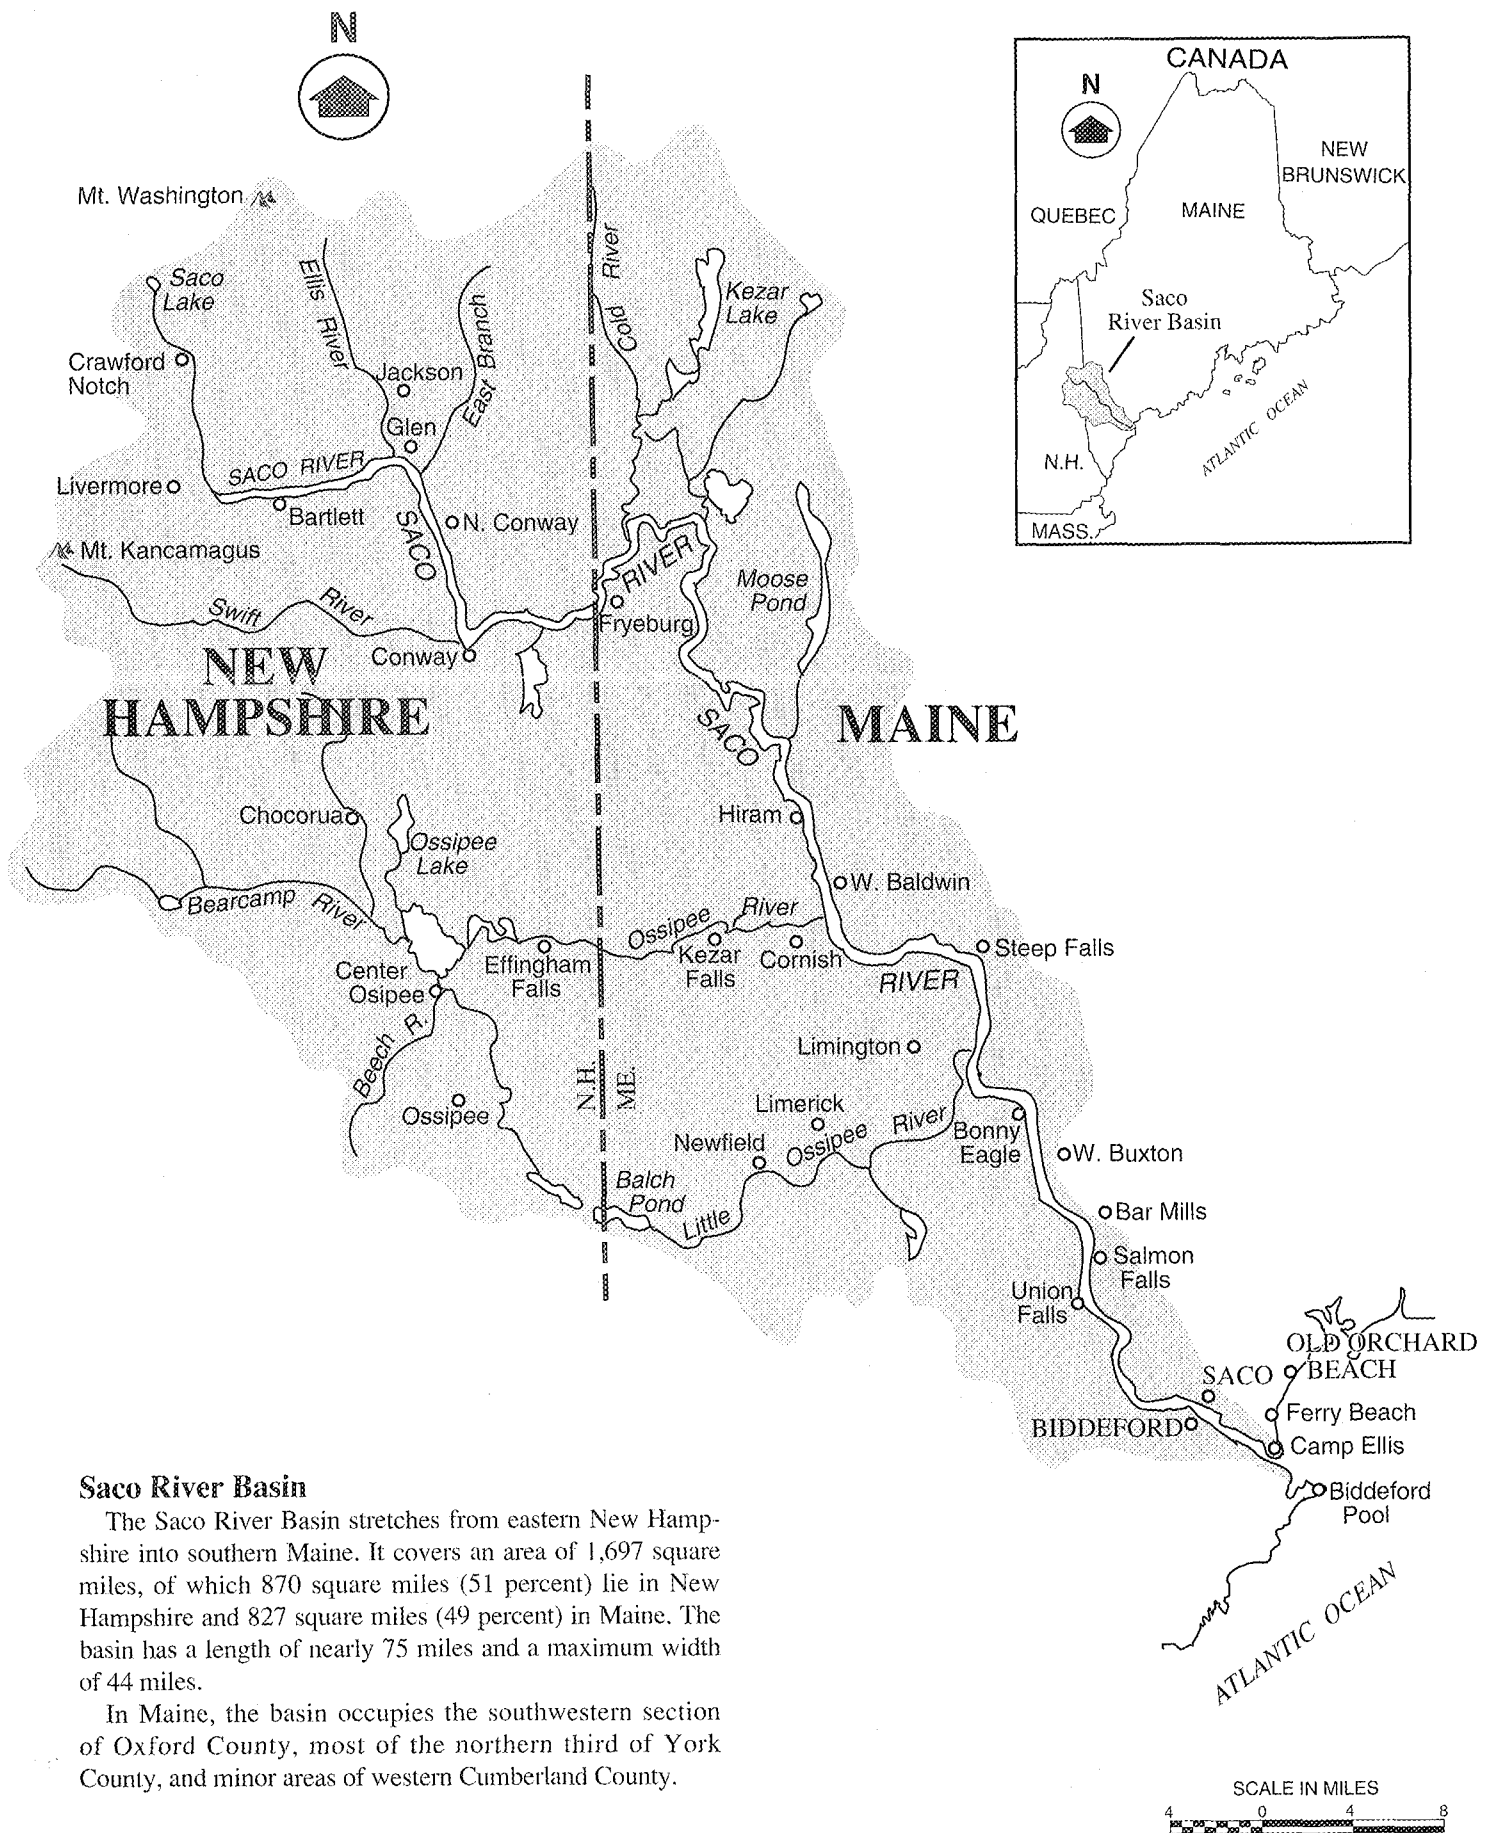 N
CANADA
N
NEW
BRUNSWICK
QUEBEC
MAINE
Saco
River Basin
ATLANTIC OCEAN
N.H.
MASS.
Mt. Washington
Saco
Lake
Ellis River
East Branch
Cold River
Kezar
Lake
Crawford
Notch
Jackson
Glen
SACO RIVER
Livermore
Bartlett
SACO
N. Conway
Mt. Kancamagus
RIVER
Moose
Pond
Swift River
Fryeburg
Conway
NEW
HAMPSHIRE
MAINE
SACO
Chocorua
Hiram
Ossipee
Lake
W. Baldwin
Bearcamp River
Ossipee River
Effingham
Falls
Kezar
Falls
Cornish
Steep Falls
Center
Osipee
RIVER
Beech R.
Limington
N.H.
ME.
Ossipee
Limerick
Newfield
Little Ossipee River
Bonny
Eagle
W. Buxton
Balch
Pond
Bar Mills
Salmon
Falls
Union
Falls
OLD ORCHARD
BEACH
SACO
Ferry Beach
BIDDEFORD
Camp Ellis
Biddeford
Pool
ATLANTIC OCEAN
Saco River Basin
The Saco River Basin stretches from eastern New Hamp-
shire into southern Maine. It covers an area of 1,697 square
miles, of which 870 square miles (51 percent) lie in New
Hampshire and 827 square miles (49 percent) in Maine. The
basin has a length of nearly 75 miles and a maximum width
of 44 miles.
In Maine, the basin occupies the southwestern section
of Oxford County, most of the northern third of York
County, and minor areas of western Cumberland County.
SCALE IN MILES
4 0 4 8